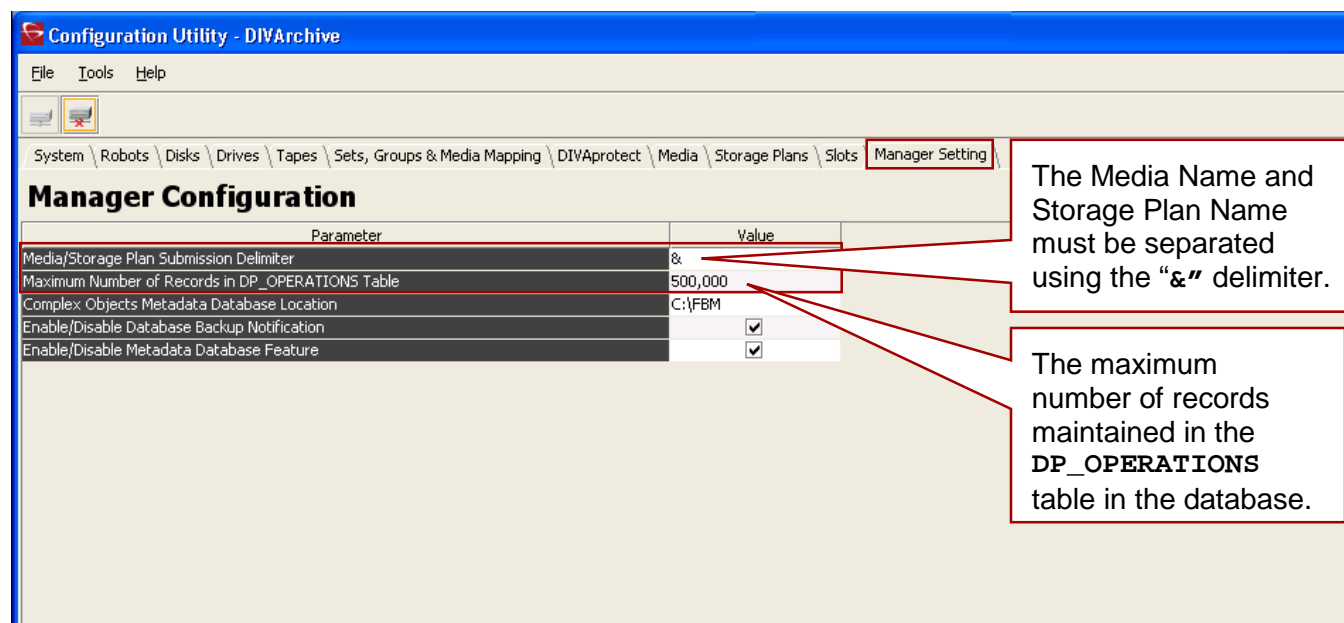 Configuration Utility - DIVArchive
File Tools Help
System \ Robots \ Disks \ Drives \ Tapes \ Sets, Groups & Media Mapping \ DIVAprotect \ Media \ Storage Plans \ Slots \ Manager Setting \
Manager Configuration
Parameter Value
Media/Storage Plan Submission Delimiter &
Maximum Number of Records in DP_OPERATIONS Table 500,000
Complex Objects Metadata Database Location C:\FBM
Enable/Disable Database Backup Notification
Enable/Disable Metadata Database Feature
The Media Name and
Storage Plan Name
must be separated
using the “&” delimiter.
The maximum
number of records
maintained in the
DP_OPERATIONS
table in the database.